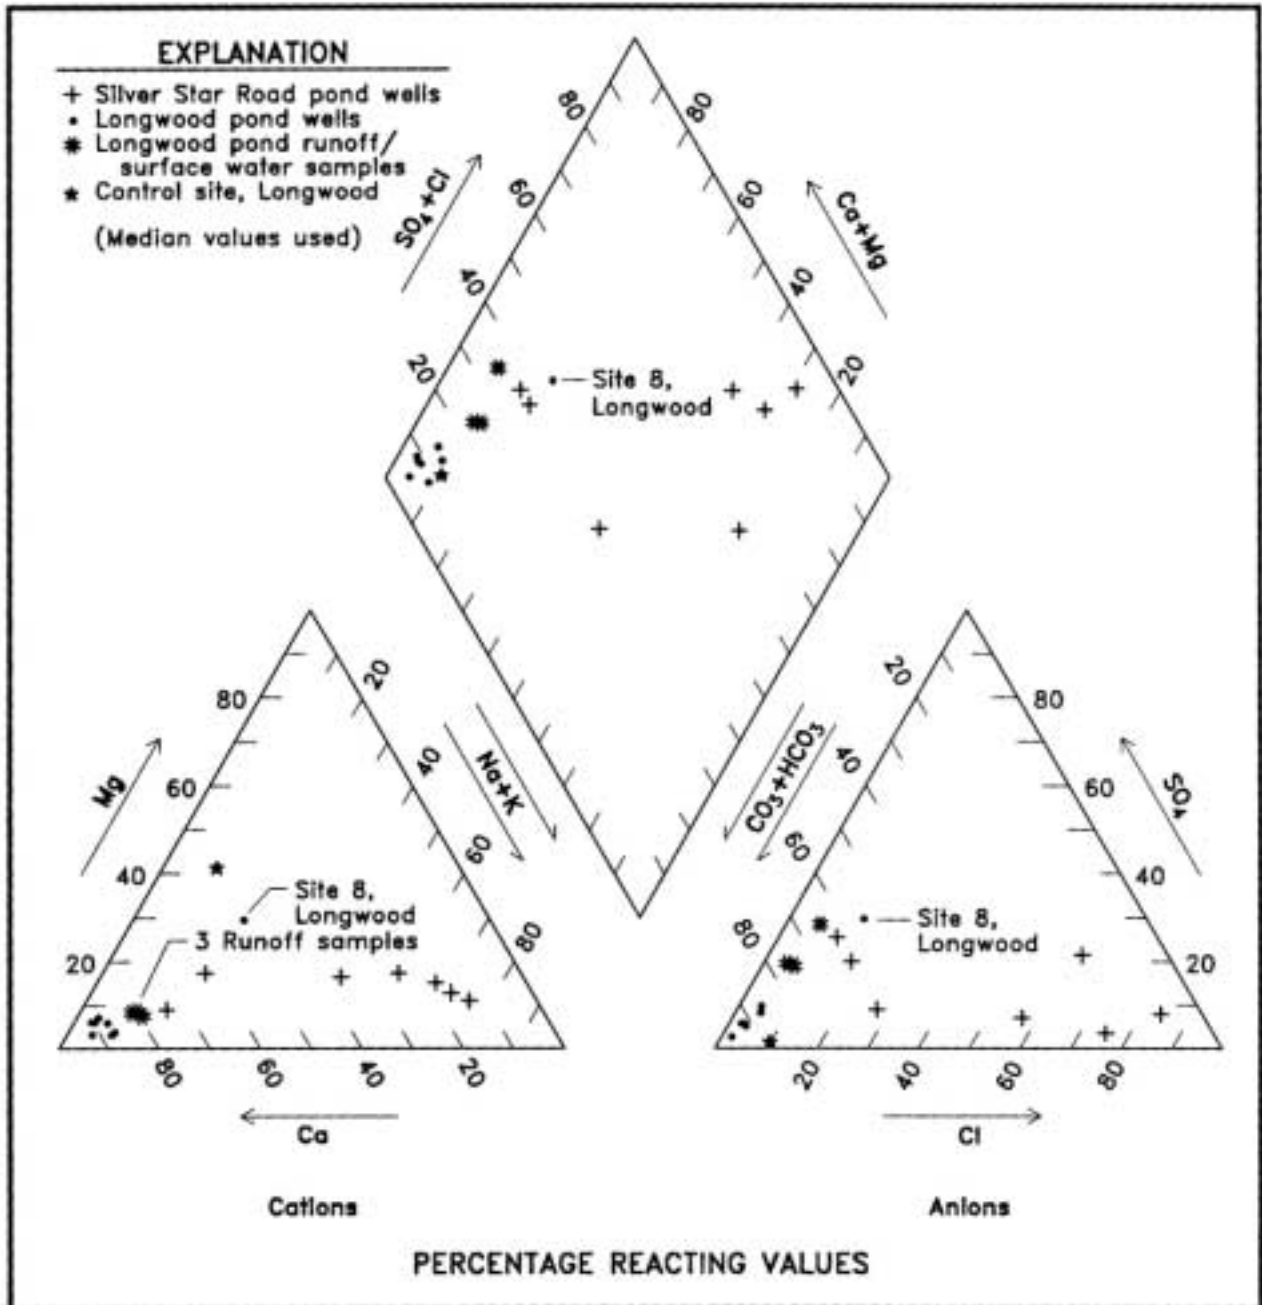 EXPLANATION
+ Silver Star Road pond wells
• Longwood pond wells
✱ Longwood pond runoff/
surface water samples
★ Control site, Longwood
(Median values used)
80
80
SO₄+Cl
60
60
Ca+Mg
40
40
20
20
Site 8,
Longwood
80
20
20
80
Mg
60
40
Na+K
CO₃+HCO₃
40
60
SO₄
40
60
60
40
Site 8,
Longwood
3 Runoff samples
20
80
80
Site 8,
Longwood
20
80
60
40
20
20
40
60
80
Ca
Cl
Cations
Anions
PERCENTAGE REACTING VALUES